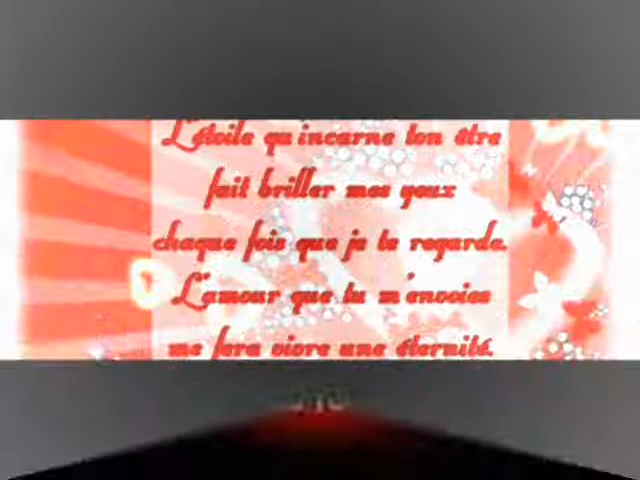 L'étoile qu'incarne ton être
fait briller mes yeux
chaque fois que je te regarde.
L'amour que tu m'envoies
me fera vivre une éternité.